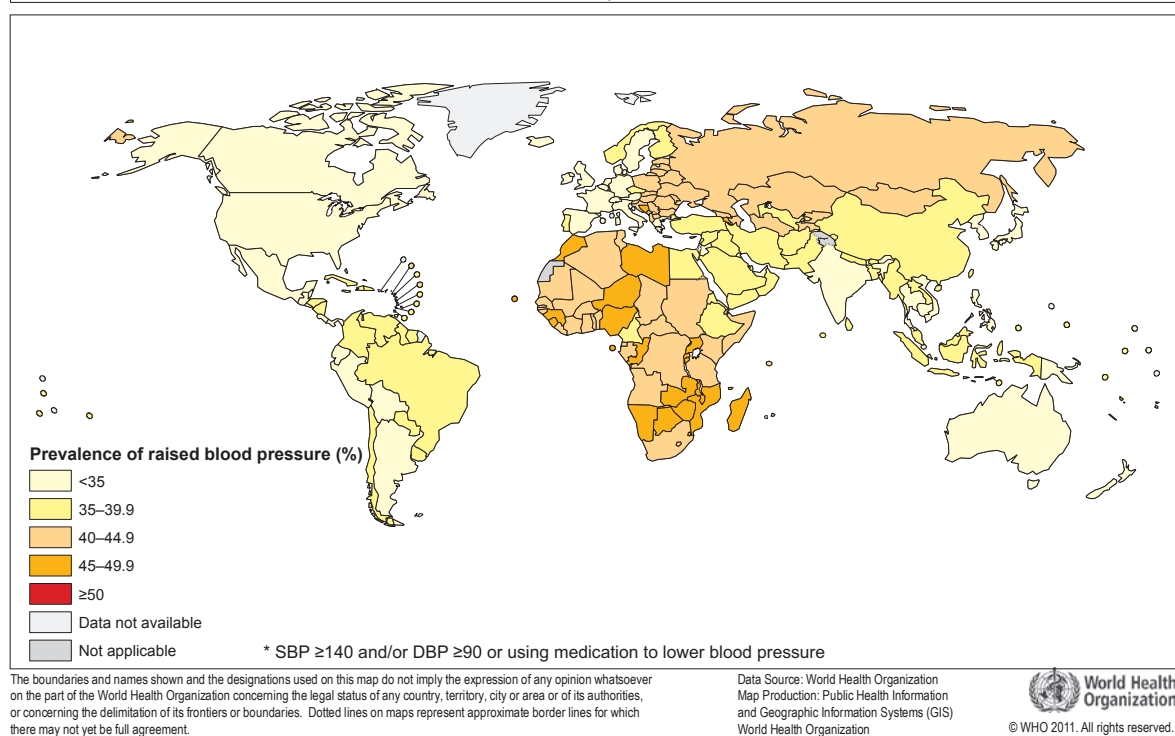 Prevalence of raised blood pressure (%)
<35
35–39.9
40–44.9
45–49.9
≥50
Data not available
Not applicable
* SBP ≥140 and/or DBP ≥90 or using medication to lower blood pressure
The boundaries and names shown and the designations used on this map do not imply the expression of any opinion whatsoever
on the part of the World Health Organization concerning the legal status of any country, territory, city or area or of its authorities,
or concerning the delimitation of its frontiers or boundaries. Dotted lines on maps represent approximate border lines for which
there may not yet be full agreement.
Data Source: World Health Organization
Map Production: Public Health Information
and Geographic Information Systems (GIS)
World Health Organization
World Health
Organization
© WHO 2011. All rights reserved.